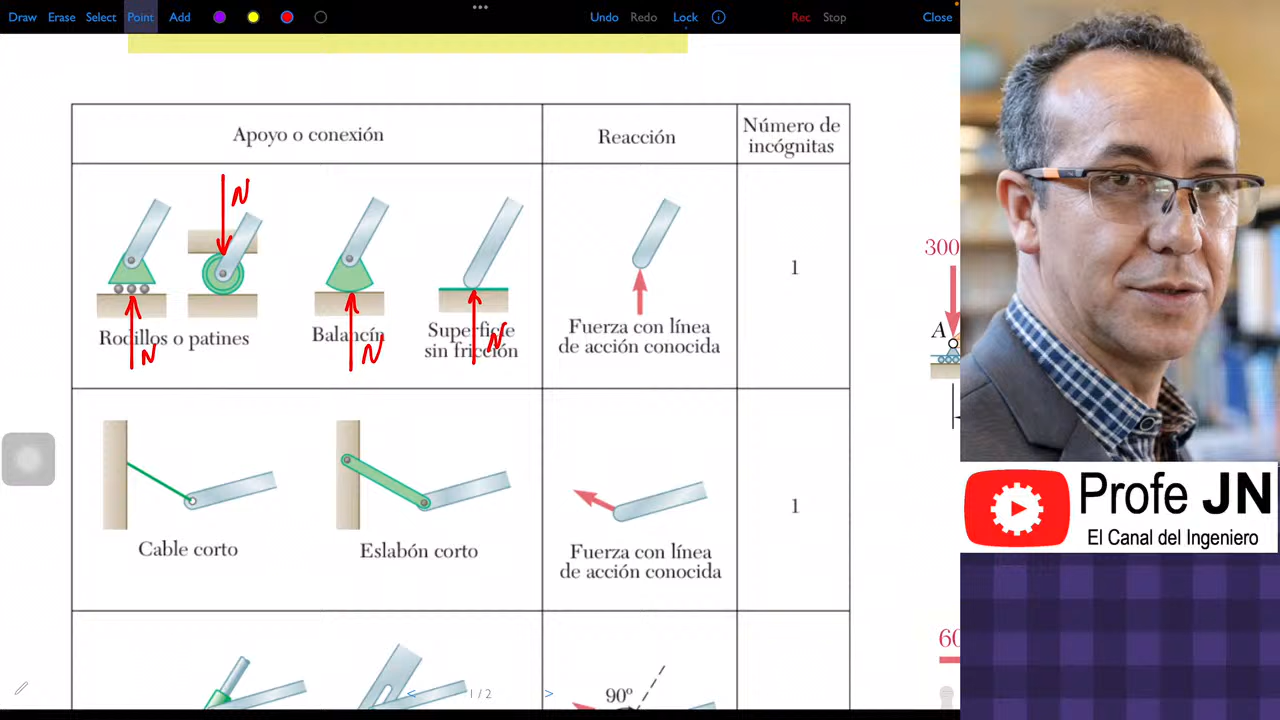 Draw Erase Select Point Add Undo Redo Lock Rec Stop Close
Apoyo o conexión
Reacción
Número de
incógnitas
N
Rodillos o patines
N
Balancín
N
Superficie
sin fricción
N
Fuerza con línea
de acción conocida
1
300
A
Cable corto
Eslabón corto
Fuerza con línea
de acción conocida
1
Profe JN
El Canal del Ingeniero
60
90º
< 1 / 2 >